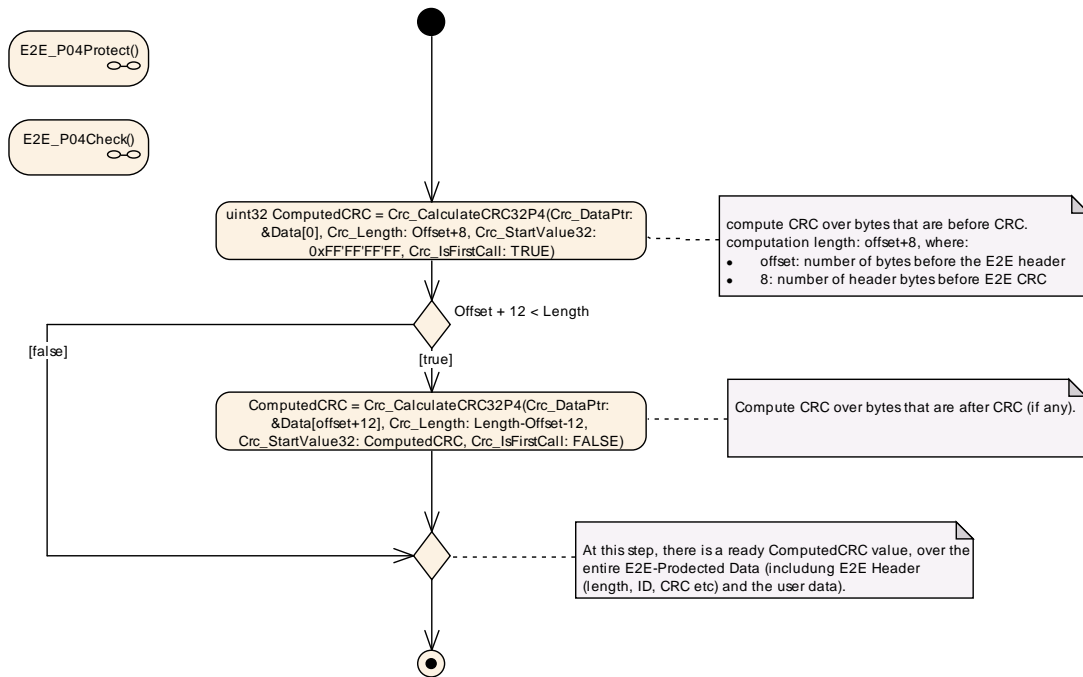 E2E_P04Protect()
E2E_P04Check()
uint32 ComputedCRC = Crc_CalculateCRC32P4(Crc_DataPtr:
&Data[0], Crc_Length: Offset+8, Crc_StartValue32:
0xFF'FF'FF'FF, Crc_IsFirstCall: TRUE)
compute CRC over bytes that are before CRC.
computation length: offset+8, where:
• offset: number of bytes before the E2E header
• 8: number of header bytes before E2E CRC
Offset + 12 < Length
[false]
[true]
ComputedCRC = Crc_CalculateCRC32P4(Crc_DataPtr:
&Data[offset+12], Crc_Length: Length-Offset-12,
Crc_StartValue32: ComputedCRC, Crc_IsFirstCall: FALSE)
Compute CRC over bytes that are after CRC (if any).
At this step, there is a ready ComputedCRC value, over the
entire E2E-Prodected Data (includung E2E Header
(length, ID, CRC etc) and the user data).